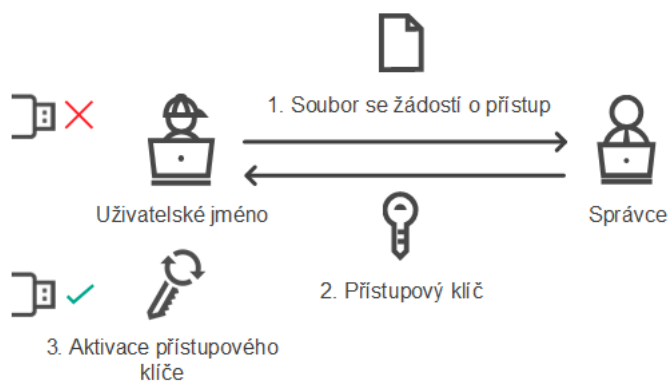 1. Soubor se žádostí o přístup
Uživatelské jméno
Správce
2. Přístupový klíč
3. Aktivace přístupového
klíče